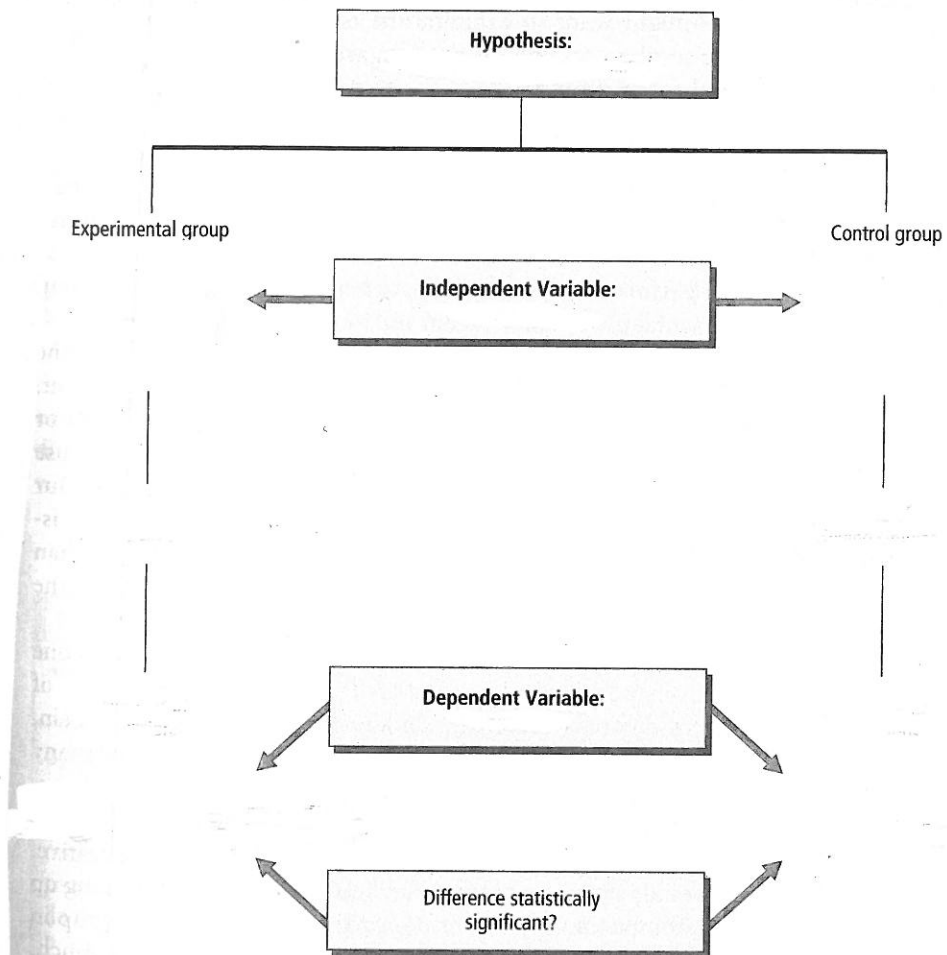 Hypothesis:
Experimental group
Control group
Independent Variable:
Dependent Variable:
Difference statistically
significant?